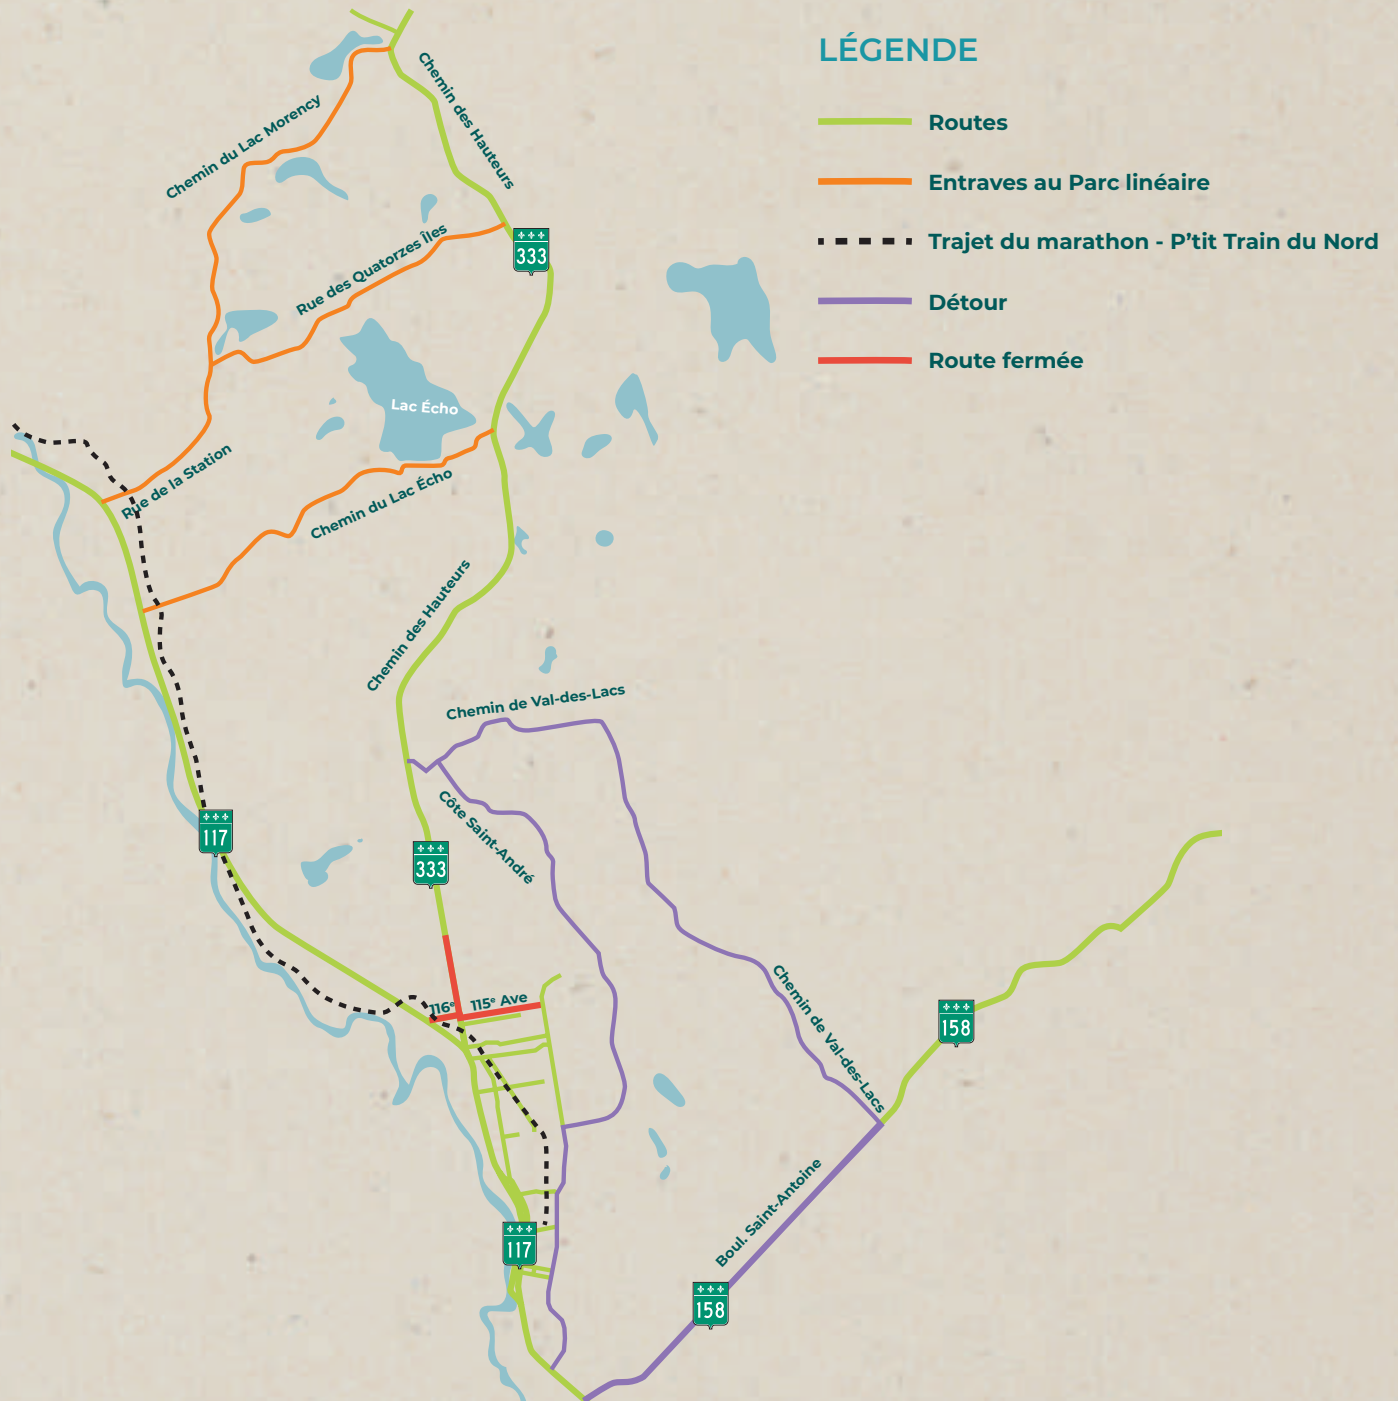 LÉGENDE
Routes
Entraves au Parc linéaire
Trajet du marathon - P'tit Train du Nord
Détour
Route fermée
Chemin des Hauteurs
Chemin du Lac Morency
Rue des Quatorzes Îles
333
Lac Écho
Rue de la Station
Chemin du Lac Écho
Chemin des Hauteurs
Chemin de Val-des-Lacs
Côte Saint-André
117
333
116e
115e Ave
Chemin de Val-des-Lacs
158
Boul. Saint-Antoine
117
158